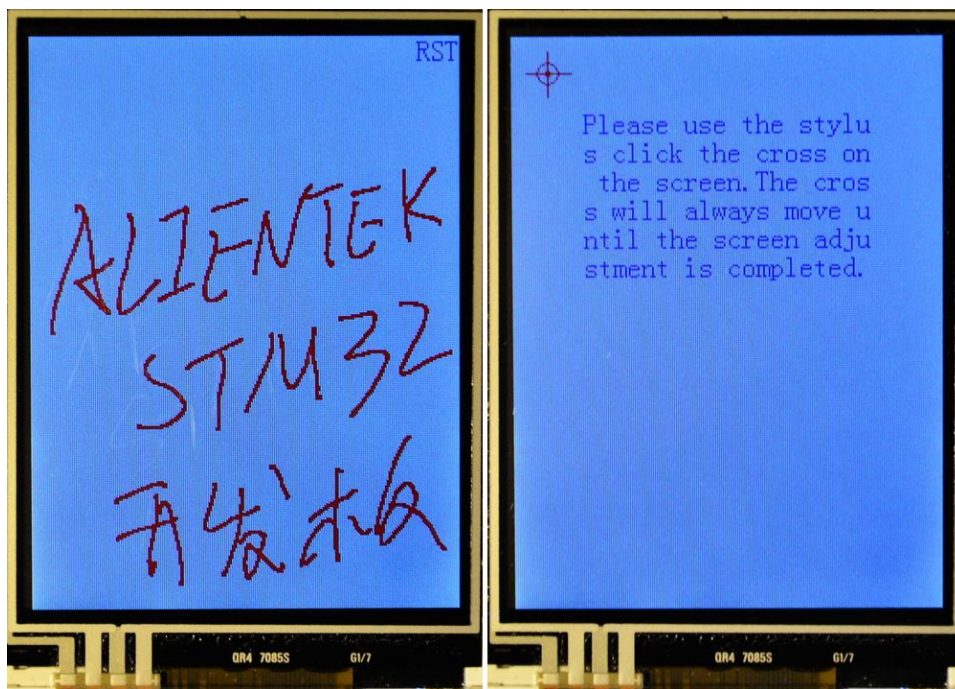 RST
ALIENTEK
STM32
开发板
QR4 7085S G1/7
Please use the stylu
s click the cross on
 the screen. The cros
s will always move u
ntil the screen adju
stment is completed.
QR4 7085S G1/7